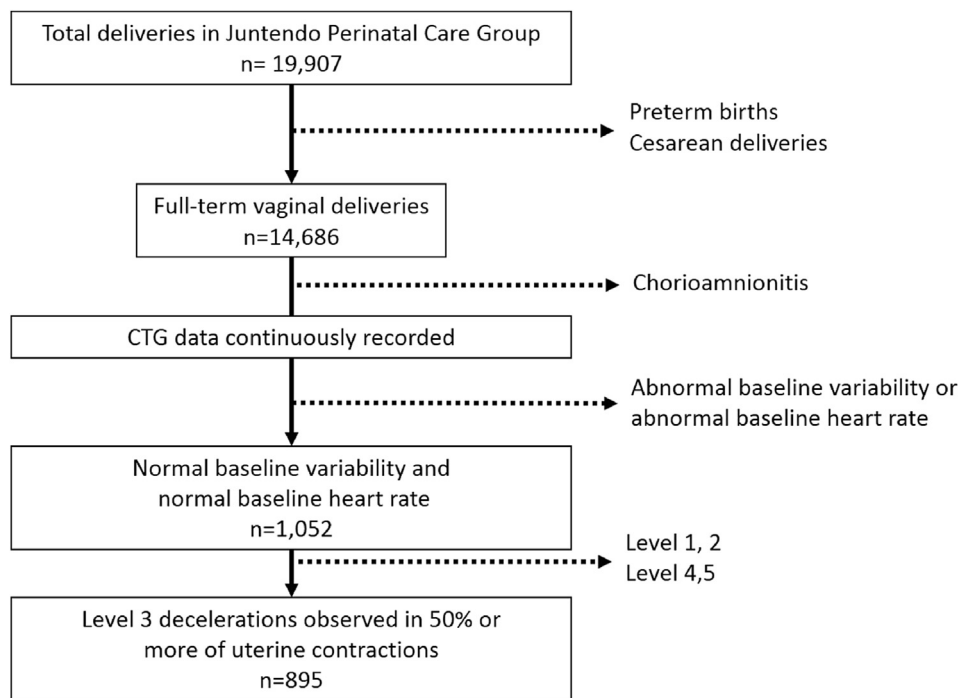 Total deliveries in Juntendo Perinatal Care Group
n= 19,907
Preterm births
Cesarean deliveries
Full-term vaginal deliveries
n=14,686
Chorioamnionitis
CTG data continuously recorded
Abnormal baseline variability or
abnormal baseline heart rate
Normal baseline variability and
normal baseline heart rate
n=1,052
Level 1, 2
Level 4,5
Level 3 decelerations observed in 50% or
more of uterine contractions
n=895